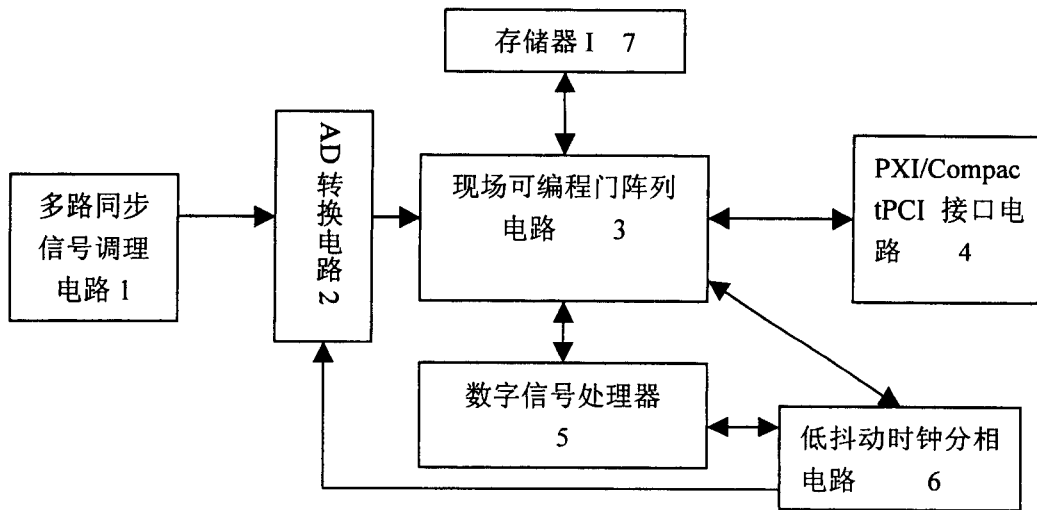 存储器 I 7
AD转换电路2
现场可编程门阵列
电路 3
PXI/Compac
tPCI 接口电
路 4
多路同步
信号调理
电路 1
数字信号处理器
5
低抖动时钟分相
电路 6